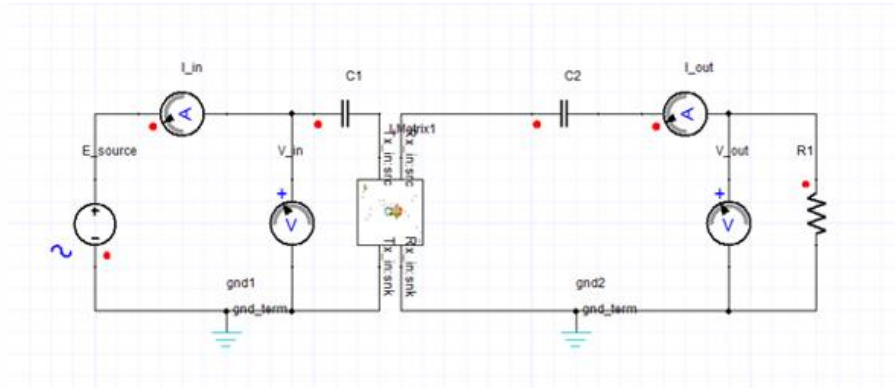 I_in
C1
C2
I_out
A
A
LMatrix1
E_source
V_in
V_out
R1
Tx_in:src
Rx_in:src
+
+
+
V
V
−
Tx_in:snk
Rx_in:snk
gnd1
gnd2
gnd_term
gnd_term